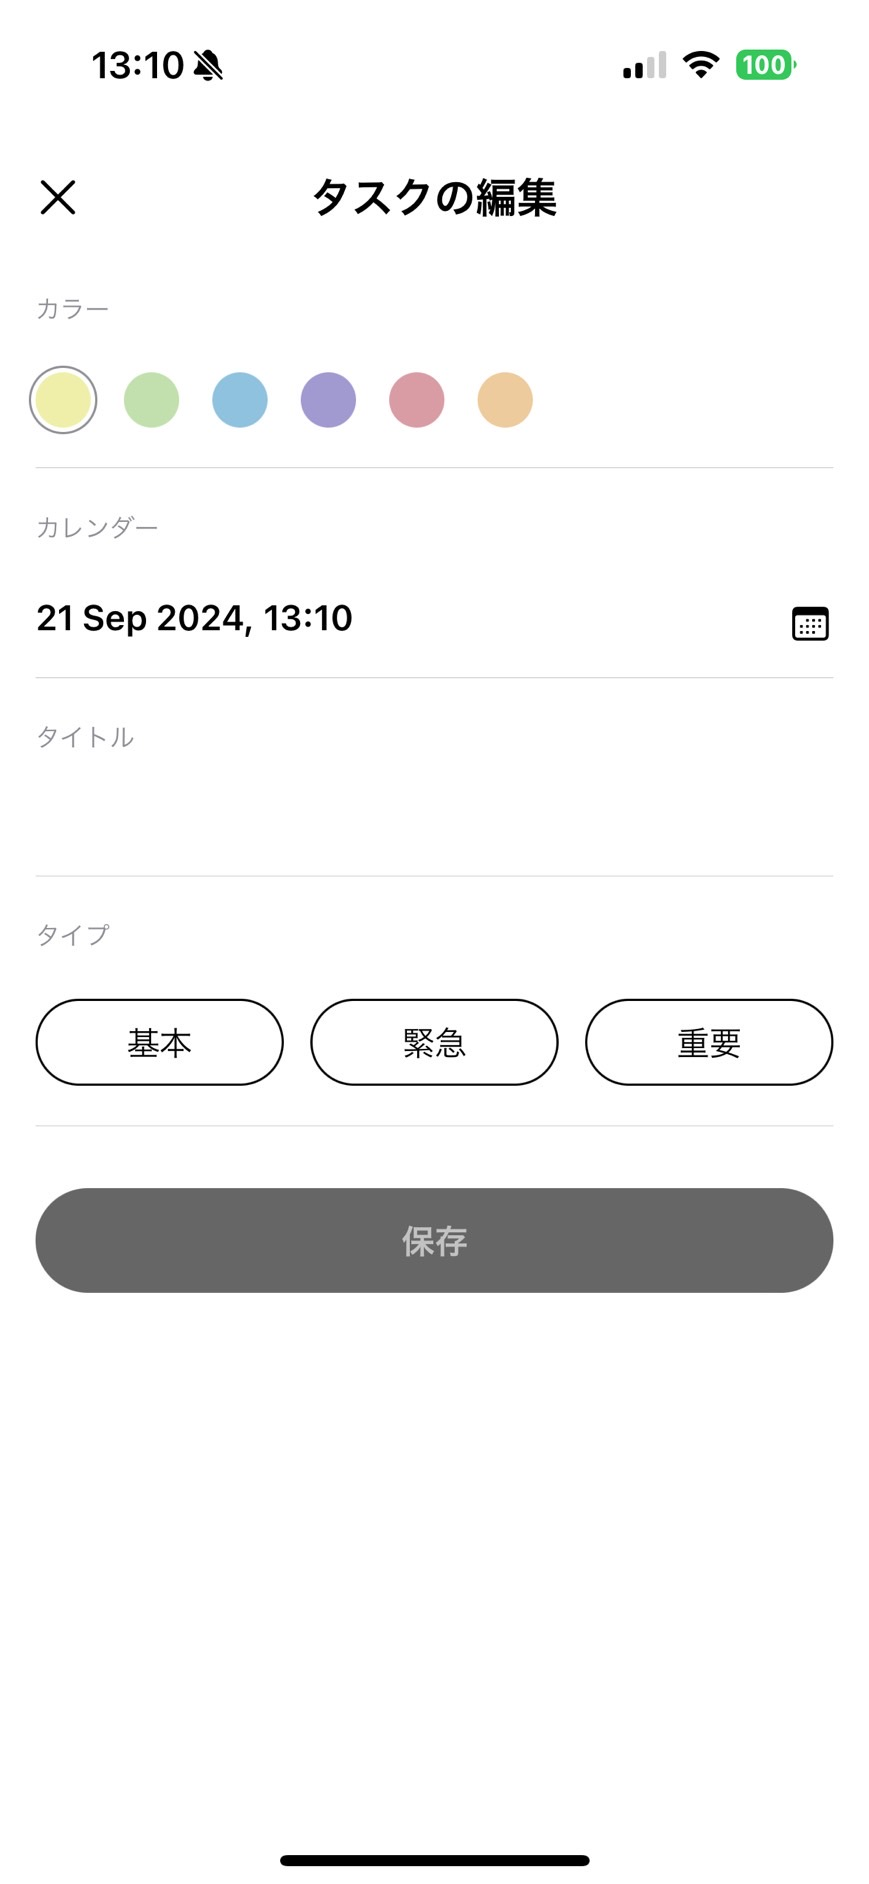 13:10
100
タスクの編集
カラー
カレンダー
21 Sep 2024, 13:10
タイトル
タイプ
基本 緊急 重要
保存